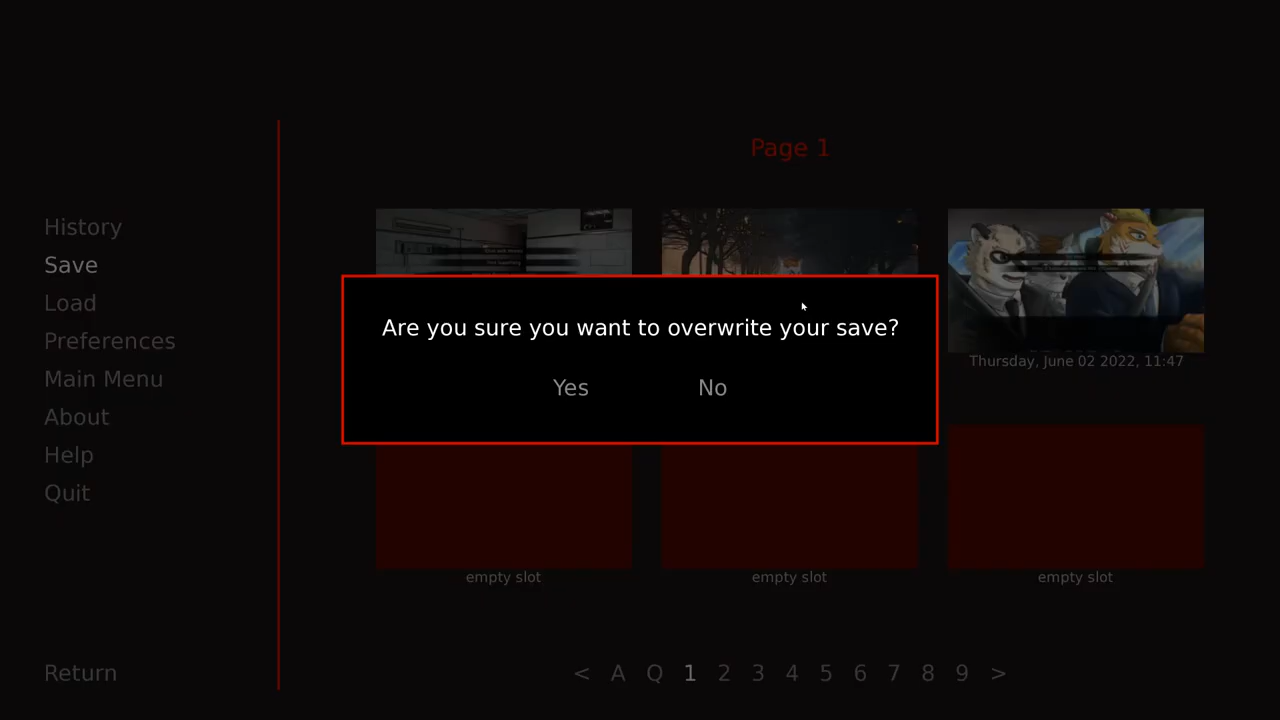 Page 1
History
Save
Load
Preferences
Main Menu
About
Help
Quit
Are you sure you want to overwrite your save?
Yes No
Thursday, June 02 2022, 11:47
empty slot empty slot empty slot
Return
< A Q 1 2 3 4 5 6 7 8 9 >